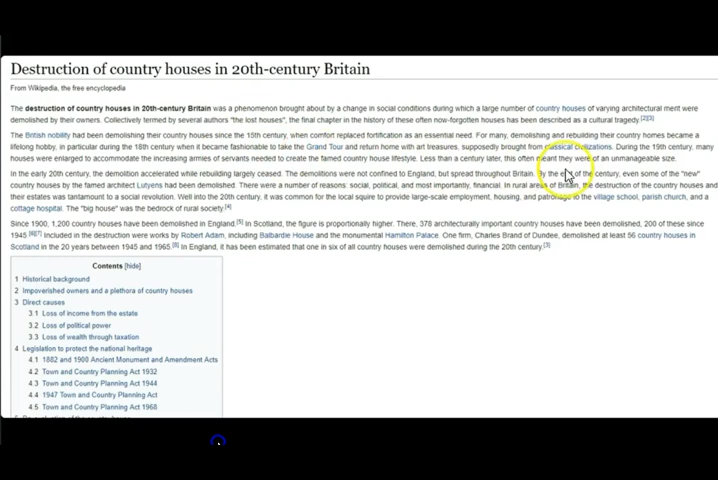 Destruction of country houses in 20th-century Britain
From Wikipedia, the free encyclopedia
The destruction of country houses in 20th-century Britain was a phenomenon brought about by a change in social conditions during which a large number of country houses of varying architectural merit were
demolished by their owners. Collectively termed by several authors "the lost houses", the final chapter in the history of these often now-forgotten houses has been described as a cultural tragedy.[2][3]
The British nobility had been demolishing their country houses since the 15th century, when comfort replaced fortification as an essential need. For many, demolishing and rebuilding their country homes became a
lifelong hobby, in particular during the 18th century when it became fashionable to take the Grand Tour and return home with art treasures, supposedly brought from classical civilizations. During the 19th century, many
houses were enlarged to accommodate the increasing armies of servants needed to create the famed country house lifestyle. Less than a century later, this often meant they were of an unmanageable size.
In the early 20th century, the demolition accelerated while rebuilding largely ceased. The demolitions were not confined to England, but spread throughout Britain. By the end of the century, even some of the "new"
country houses by the famed architect Lutyens had been demolished. There were a number of reasons: social, political, and most importantly, financial. In rural areas of Britain, the destruction of the country houses and
their estates was tantamount to a social revolution. Well into the 20th century, it was common for the local squire to provide large-scale employment, housing, and patronage to the village school, parish church, and a
cottage hospital. The "big house" was the bedrock of rural society.[4]
Since 1900, 1,200 country houses have been demolished in England.[5] In Scotland, the figure is proportionally higher. There, 378 architecturally important country houses have been demolished, 200 of these since
1945.[6][7] Included in the destruction were works by Robert Adam, including Balbardie House and the monumental Hamilton Palace. One firm, Charles Brand of Dundee, demolished at least 56 country houses in
Scotland in the 20 years between 1945 and 1965.[8] In England, it has been estimated that one in six of all country houses were demolished during the 20th century.[3]
Contents [hide]
1 Historical background
2 Impoverished owners and a plethora of country houses
3 Direct causes
3.1 Loss of income from the estate
3.2 Loss of political power
3.3 Loss of wealth through taxation
4 Legislation to protect the national heritage
4.1 1882 and 1900 Ancient Monument and Amendment Acts
4.2 Town and Country Planning Act 1932
4.3 Town and Country Planning Act 1944
4.4 1947 Town and Country Planning Act
4.5 Town and Country Planning Act 1968